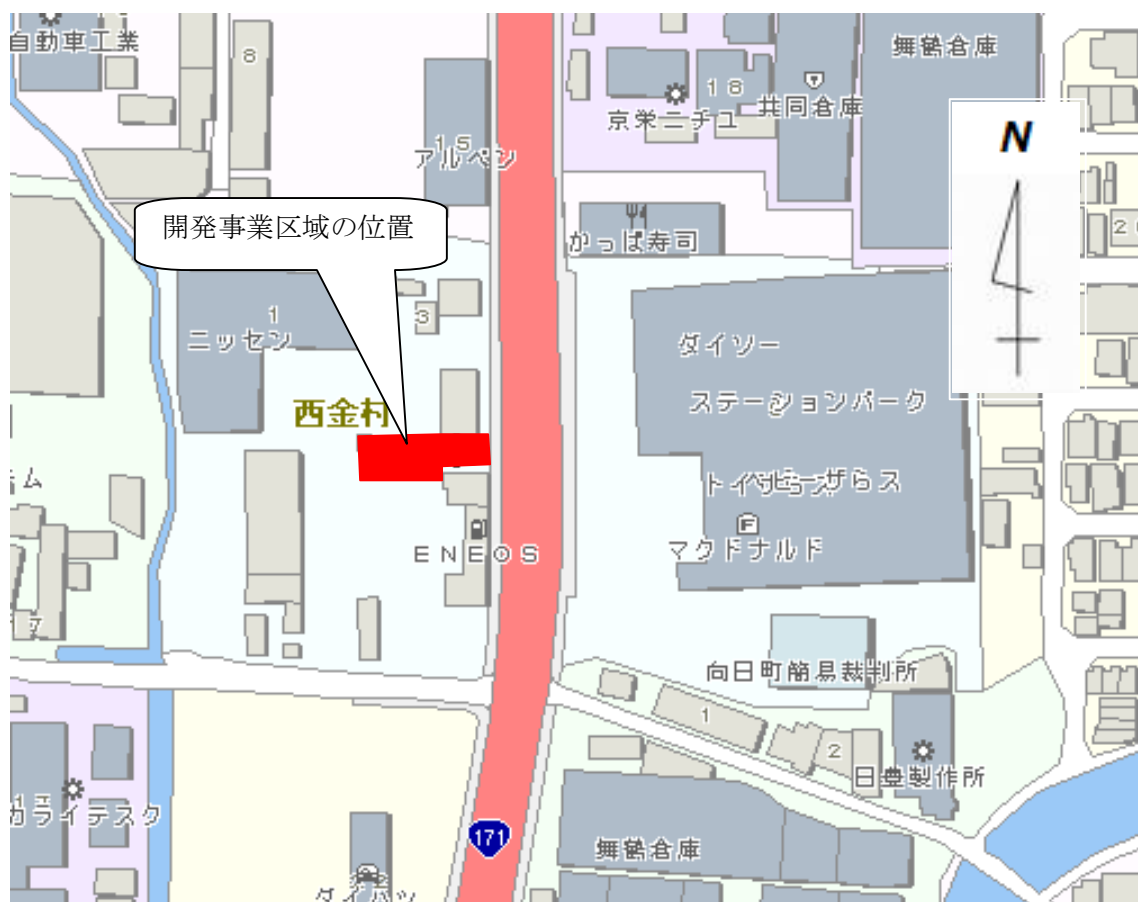 自動車工業
8
舞鶴倉庫
18
京栄ニチユ
共同倉庫
N
15
アルペン
開発事業区域の位置
かっぱ寿司
1
ニッセン
3
ダイソー
ステーションパーク
西金村
トイザらス
マクドナルド
ENEOS
向日町簡易裁判所
1
2
日豊製作所
カライテスク
171
舞鶴倉庫
ダイハツ